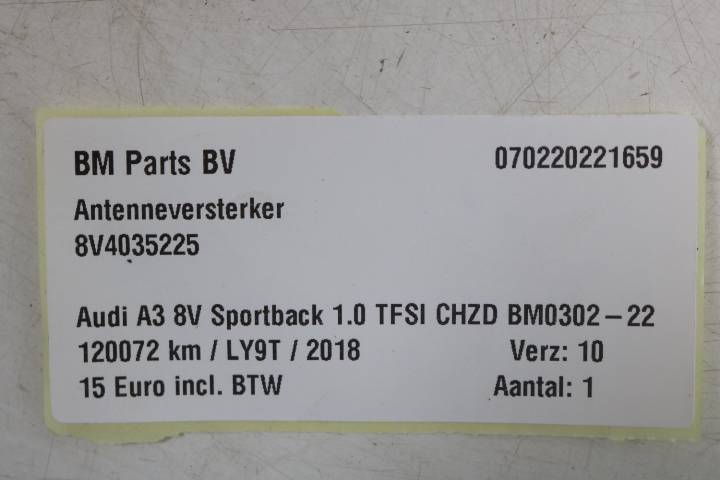 BM Parts BV 070220221659
Antenneversterker
8V4035225
Audi A3 8V Sportback 1.0 TFSI CHZD BM0302-22
120072 km / LY9T / 2018 Verz: 10
15 Euro incl. BTW Aantal: 1